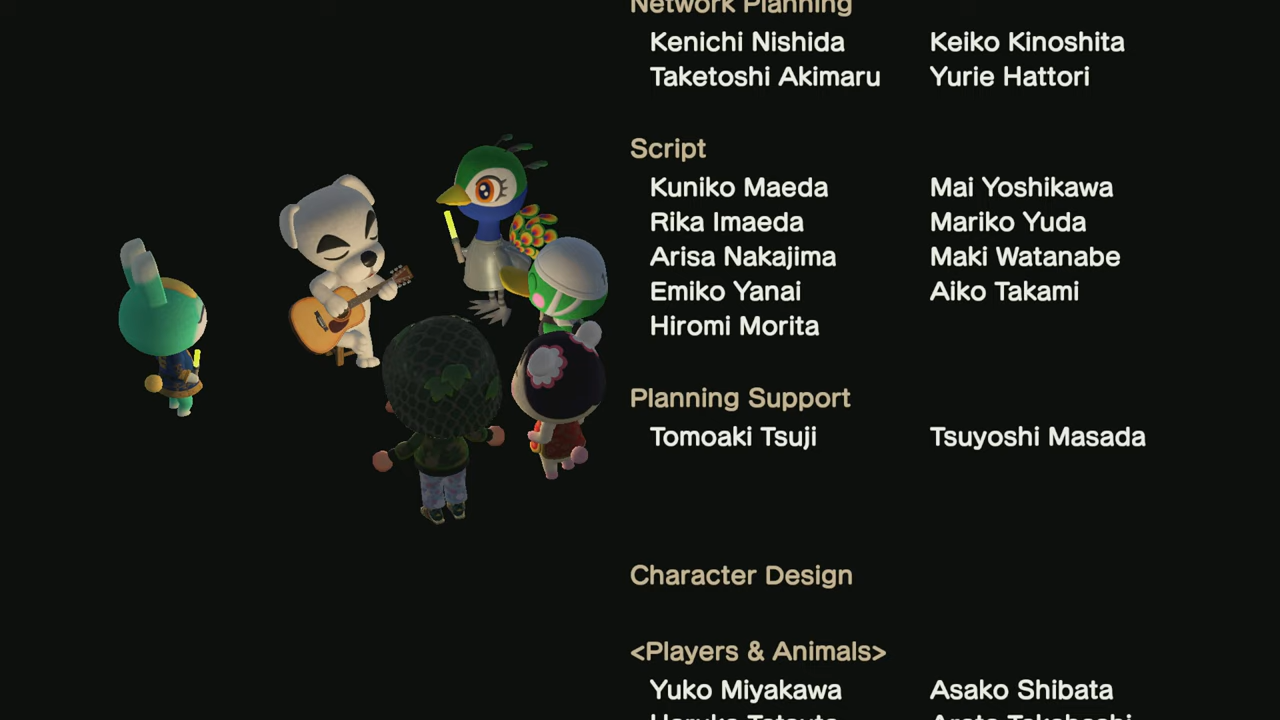 Network Planning
Kenichi Nishida Keiko Kinoshita
Taketoshi Akimaru Yurie Hattori
Script
Kuniko Maeda Mai Yoshikawa
Rika Imaeda Mariko Yuda
Arisa Nakajima Maki Watanabe
Emiko Yanai Aiko Takami
Hiromi Morita
Planning Support
Tomoaki Tsuji Tsuyoshi Masada
Character Design
<Players & Animals>
Yuko Miyakawa Asako Shibata